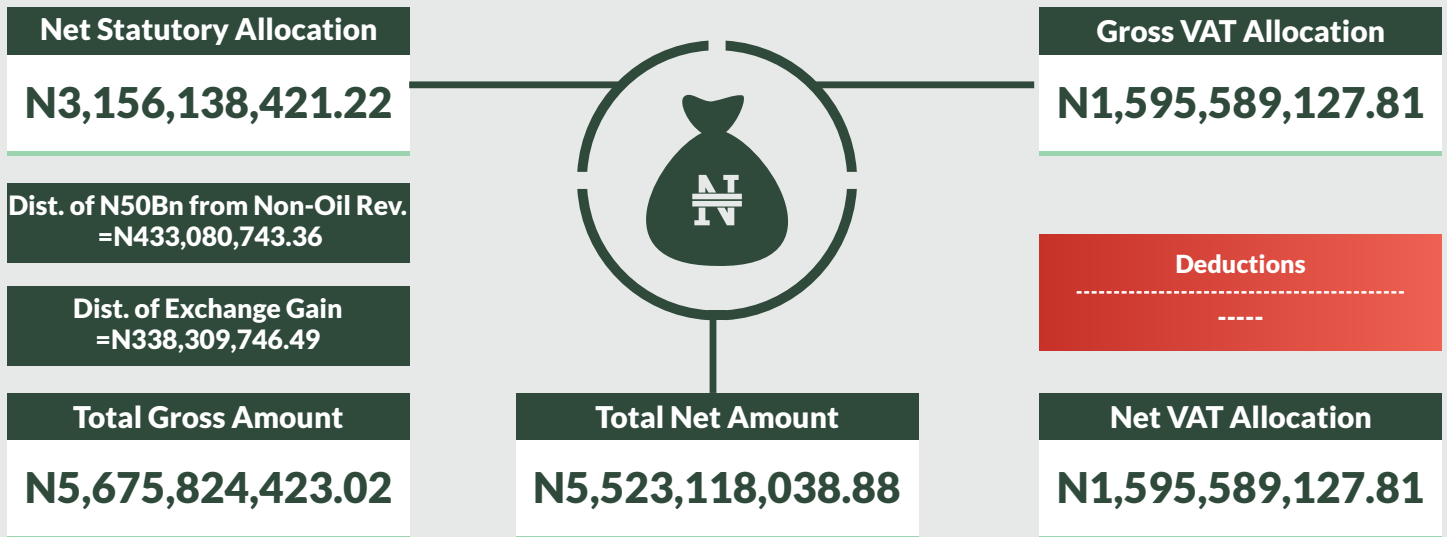 Net Statutory Allocation
N3,156,138,421.22
Dist. of N50Bn from Non-Oil Rev.
=N433,080,743.36
Dist. of Exchange Gain
=N338,309,746.49
Total Gross Amount
N5,675,824,423.02
₦
Total Net Amount
N5,523,118,038.88
Gross VAT Allocation
N1,595,589,127.81
Deductions
--------------------------------------------
-----
Net VAT Allocation
N1,595,589,127.81